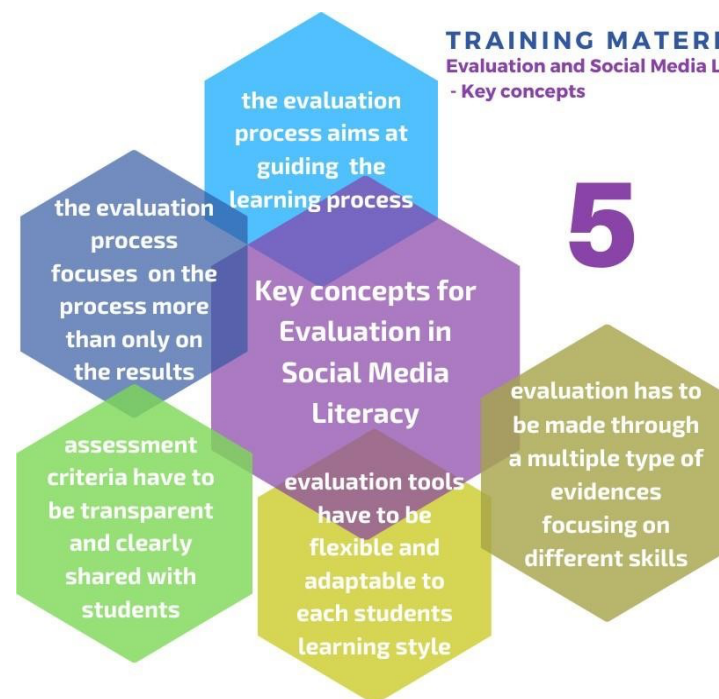 TRAINING MATERI
Evaluation and Social Media L
- Key concepts
5
the evaluation
process aims at
guiding the
learning process
the evaluation
process
focuses on the
process more
than only on
the results
Key concepts for
Evaluation in
Social Media
Literacy
evaluation has to
be made through
a multiple type of
evidences
focusing on
different skills
assessment
criteria have to
be transparent
and clearly
shared with
students
evaluation tools
have to be
flexible and
adaptable to
each students
learning style